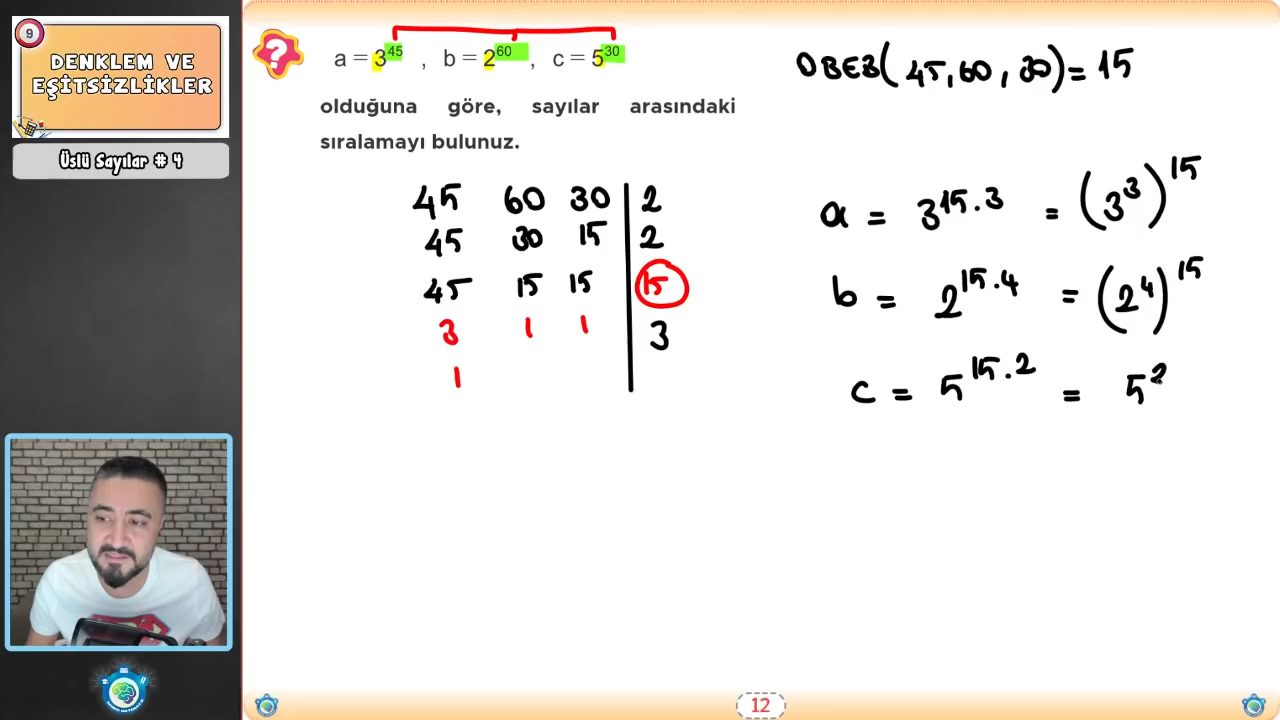 9
DENKLEM VE
EŞİTSİZLİKLER
Üslü Sayılar # 4
?
a = 3^45 , b = 2^60 , c = 5^30
olduğuna göre, sayılar arasındaki
sıralamayı bulunuz.
45 60 30 | 2
45 30 15 | 2
45 15 15 | 15
3 1 1 | 3
1
OBEB(45,60,30)=15
a = 3^15.3 = (3^3)^15
b = 2^15.4 = (2^4)^15
c = 5^15.2 = 5^2
12